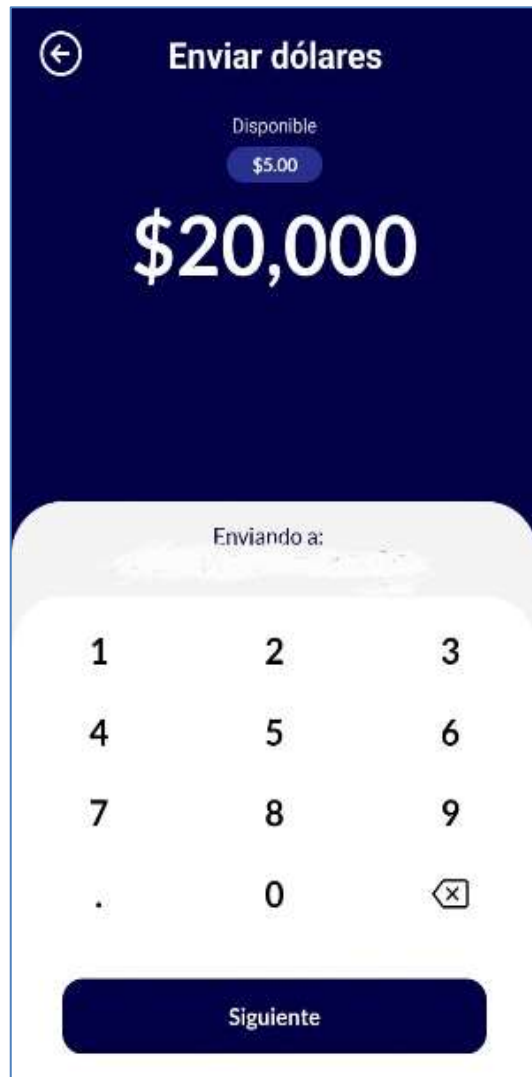 Enviar dólares
Disponible
$5.00
$20,000
Enviando a:
1 2 3
4 5 6
7 8 9
. 0
Siguiente